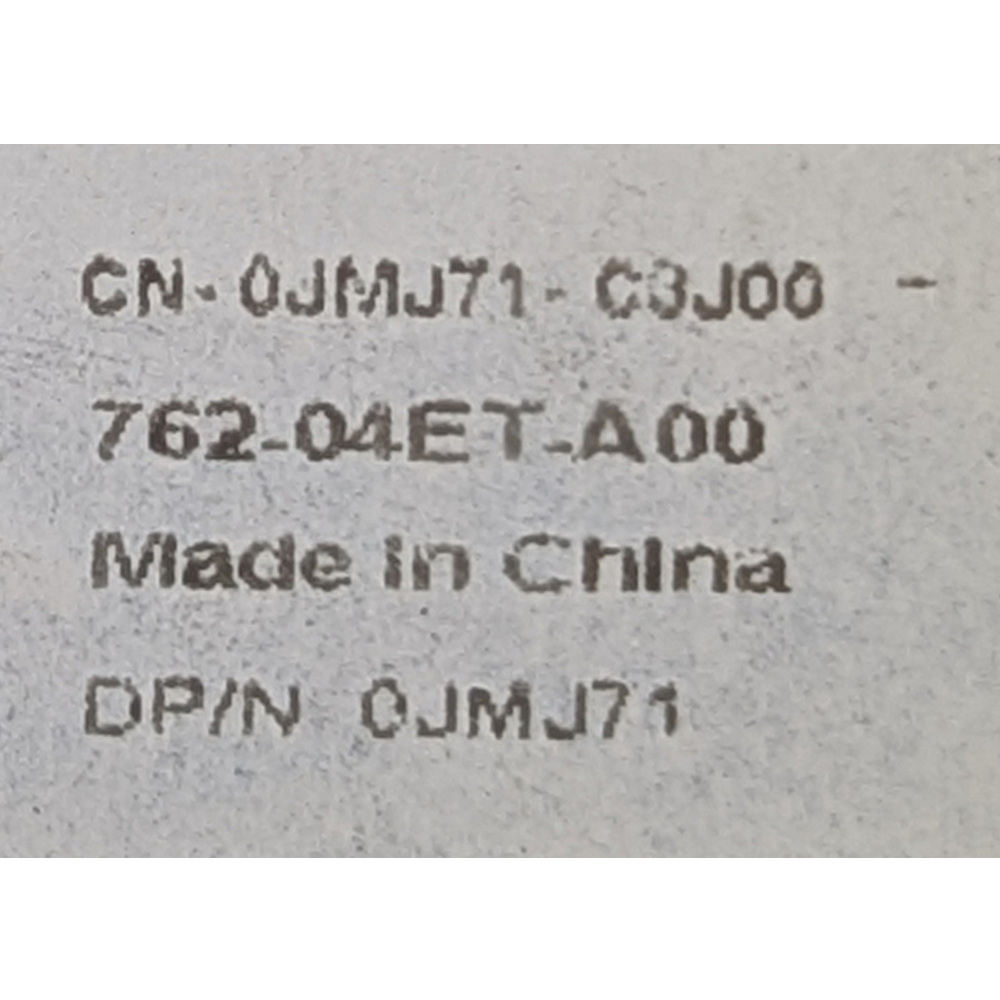 CN-0JMJ71-C3J00 -
762-04ET-A00
Made in China
DP/N 0JMJ71